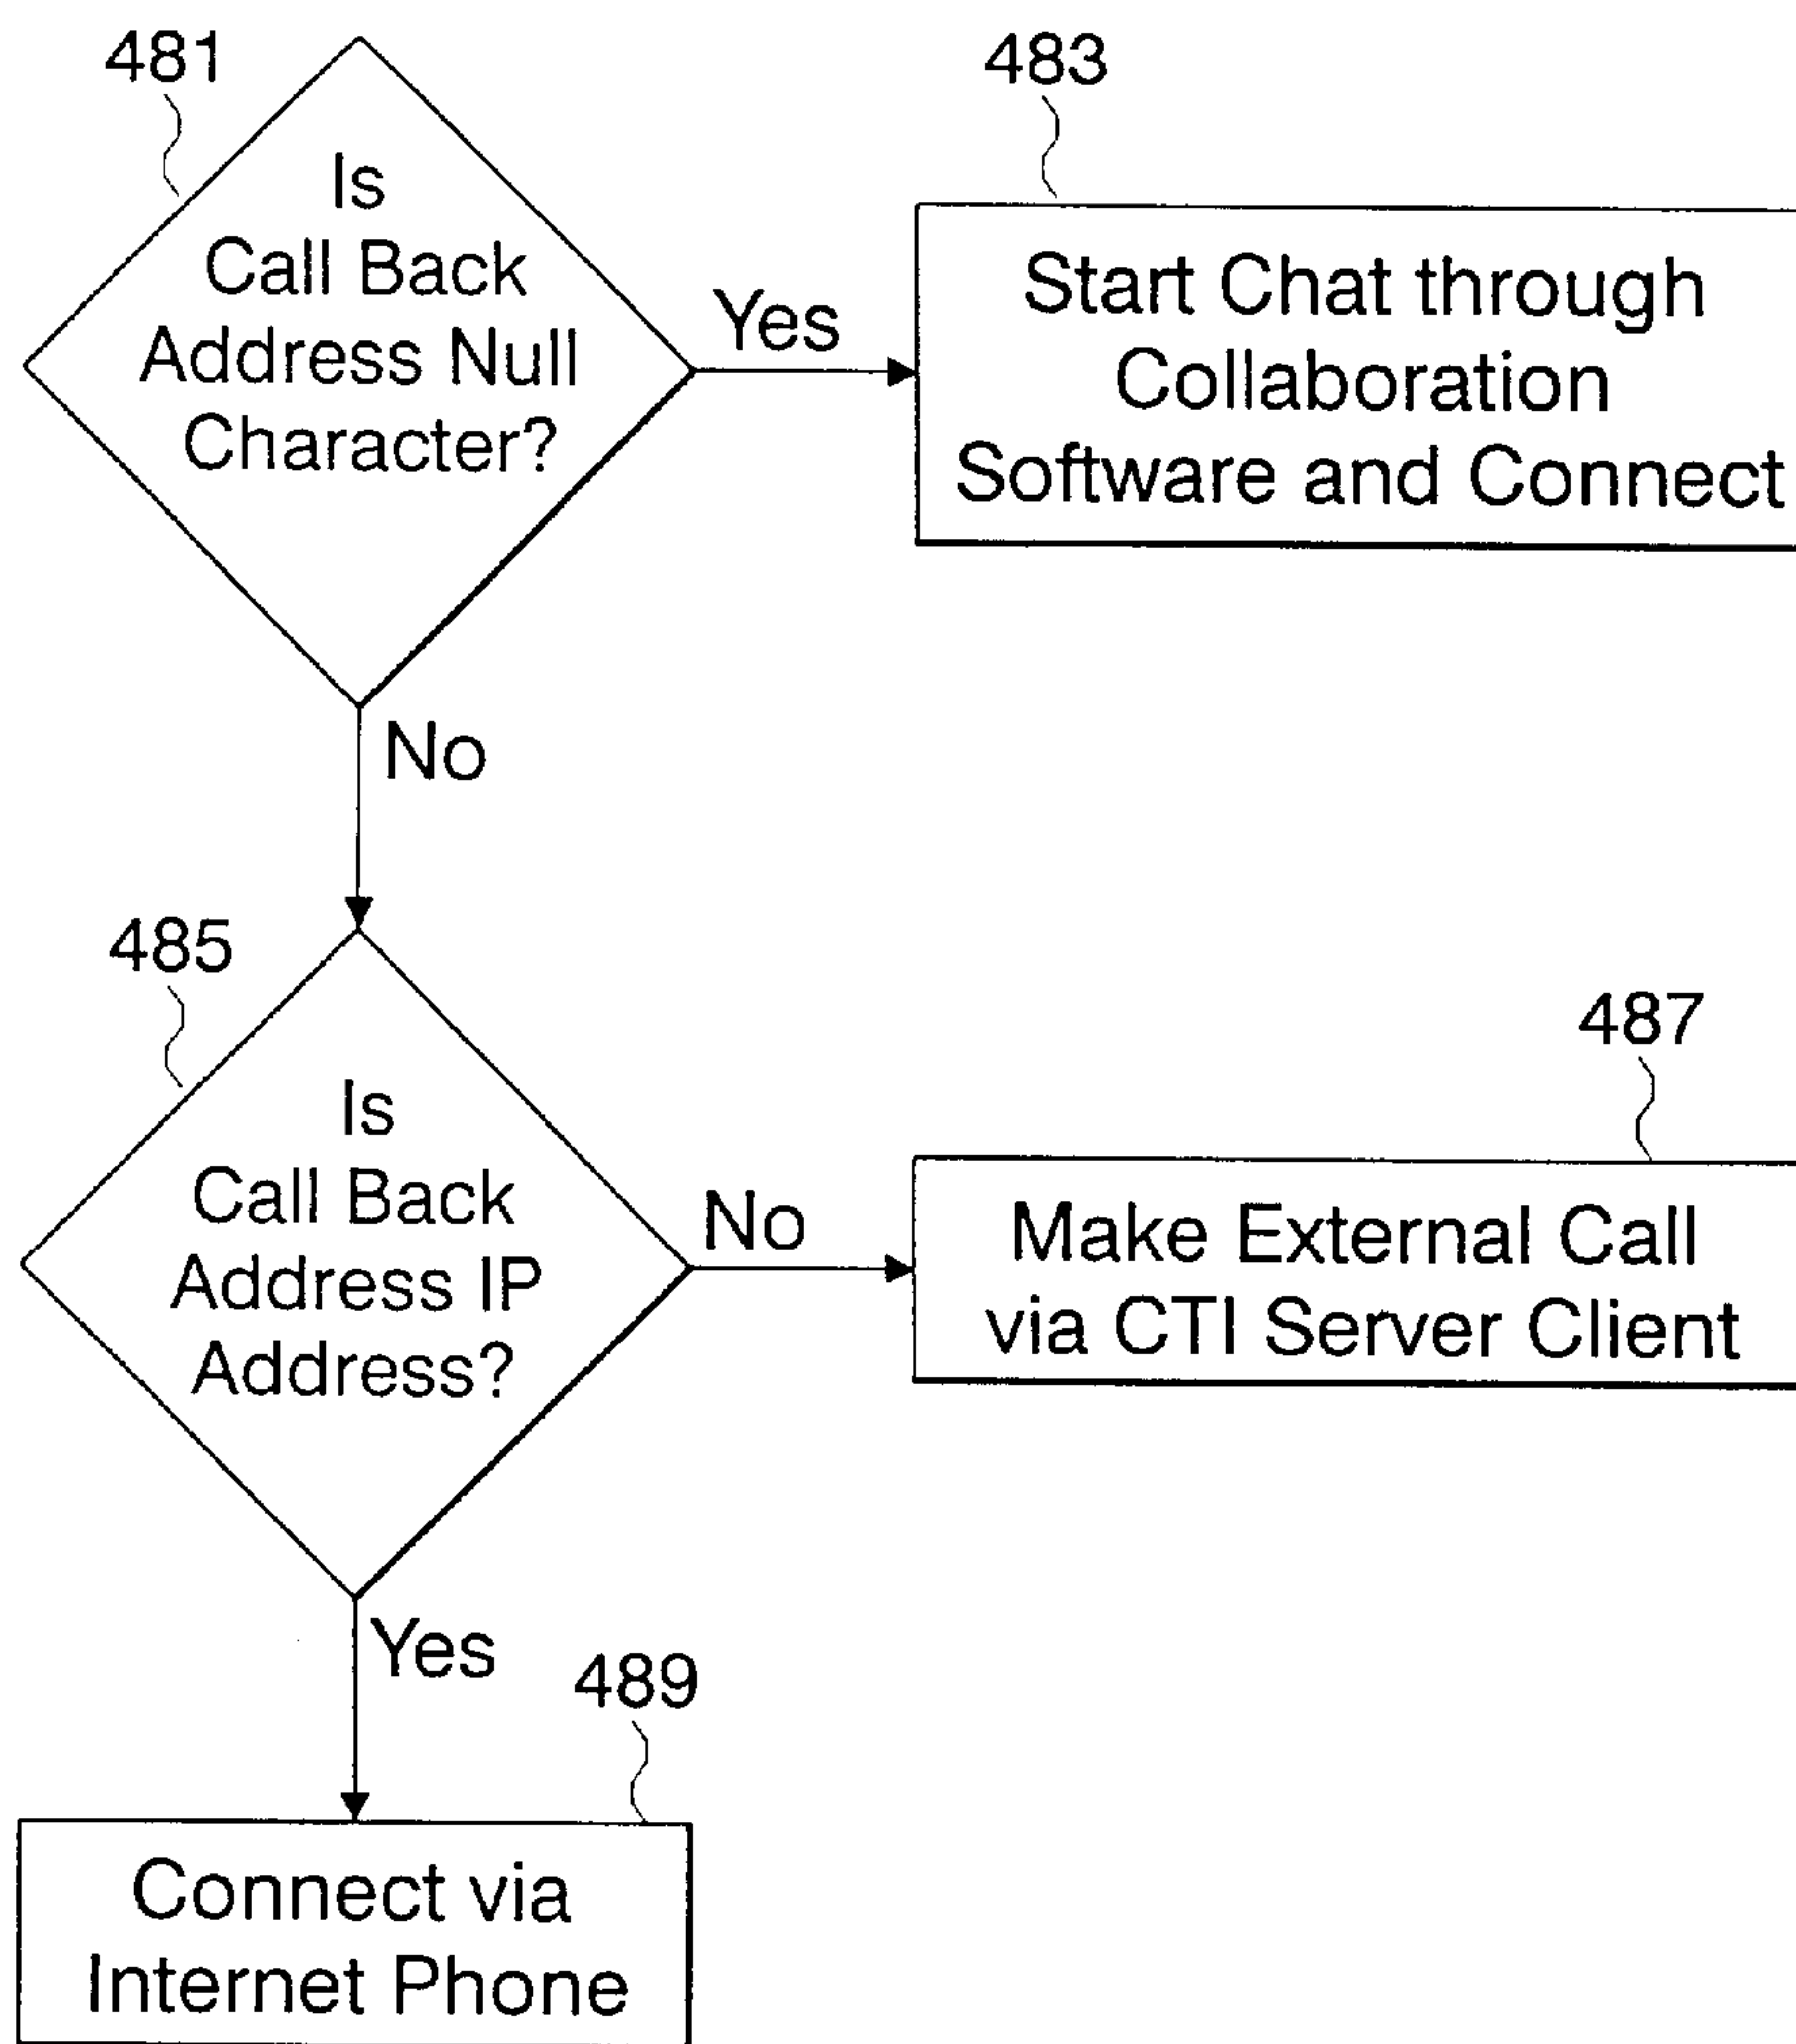 481
Is
Call Back
Address Null
Character?
Yes
483
Start Chat through
Collaboration
Software and Connect
No
485
Is
Call Back
Address IP
Address?
No
487
Make External Call
via CTI Server Client
Yes
489
Connect via
Internet Phone